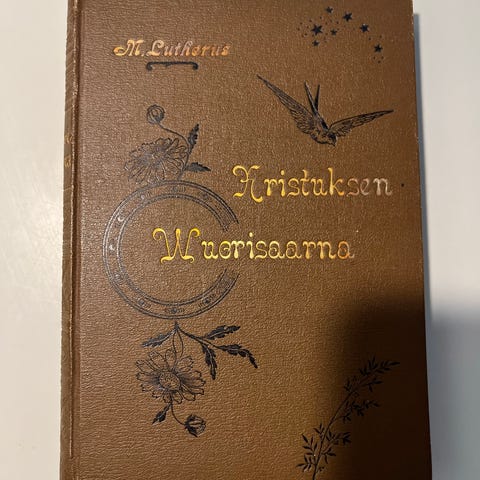 M. Lutherus
Kristuksen
Wuorisaarna